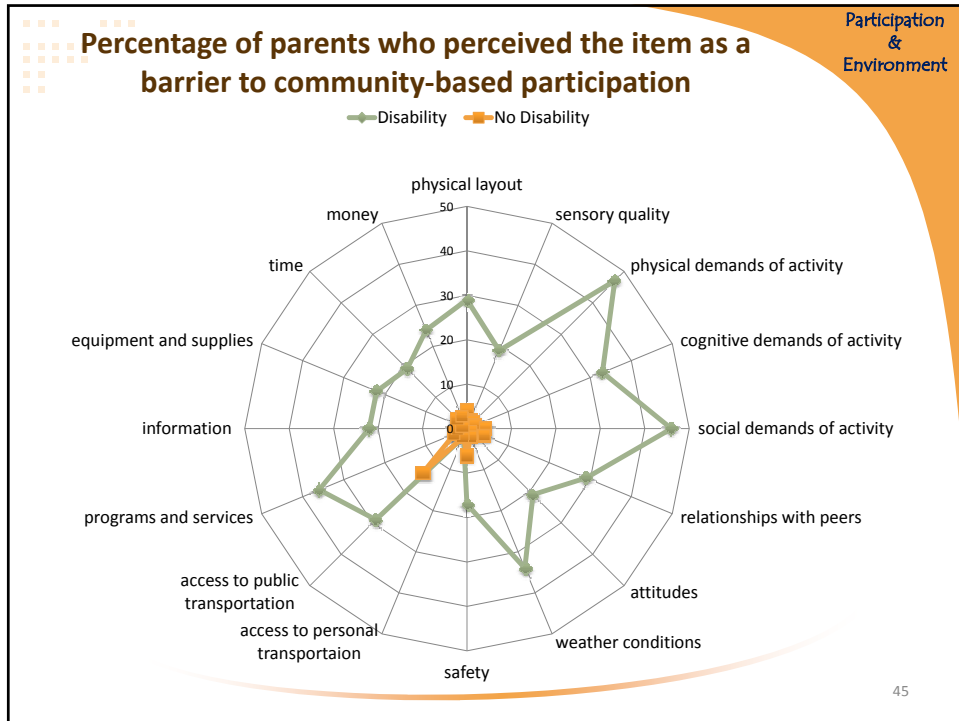 Participation
&
Environment
Percentage of parents who perceived the item as a
barrier to community-based participation
Disability
No Disability
physical layout
sensory quality
physical demands of activity
cognitive demands of activity
social demands of activity
relationships with peers
attitudes
weather conditions
safety
access to personal
transportaion
access to public
transportation
programs and services
information
equipment and supplies
time
money
50
40
30
20
10
0
45